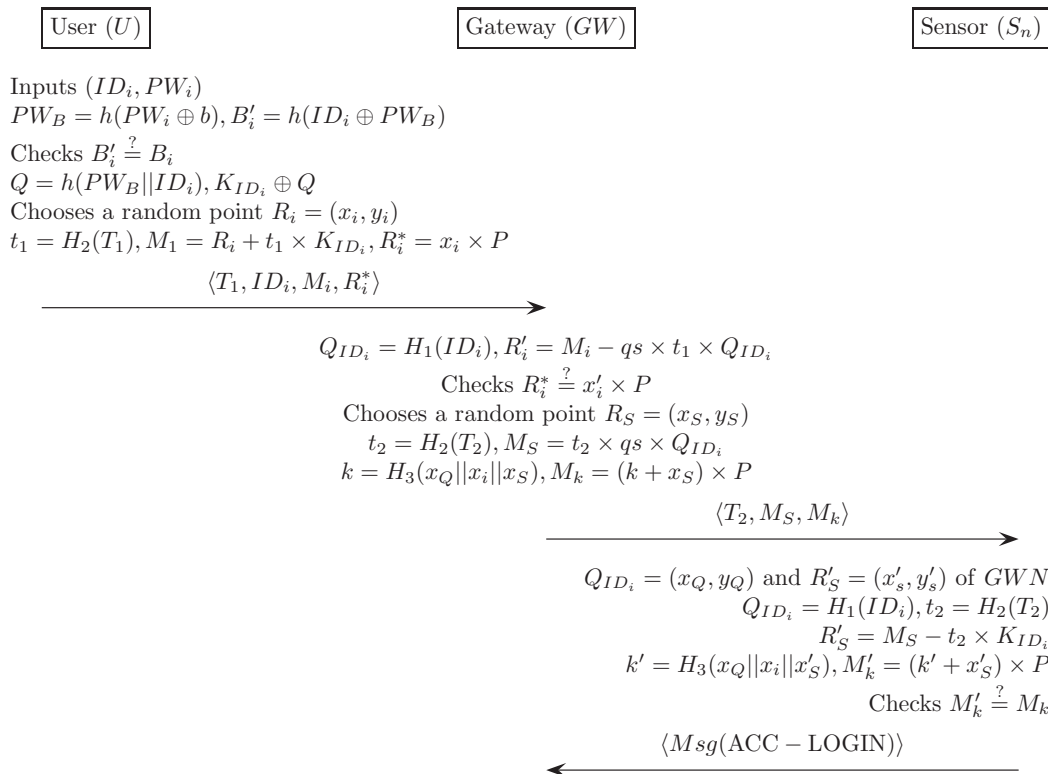 User (U) Gateway (GW) Sensor (Sₙ)
Inputs (ID_i, PW_i)
PW_B = h(PW_i ⊕ b), B′_i = h(ID_i ⊕ PW_B)
Checks B′_i ≟ B_i
Q = h(PW_B||ID_i), K_{ID_i} ⊕ Q
Chooses a random point R_i = (x_i, y_i)
t_1 = H_2(T_1), M_1 = R_i + t_1 × K_{ID_i}, R_i^* = x_i × P
⟨T_1, ID_i, M_i, R_i^*⟩
Q_{ID_i} = H_1(ID_i), R′_i = M_i − qs × t_1 × Q_{ID_i}
Checks R_i^* ≟ x′_i × P
Chooses a random point R_S = (x_S, y_S)
t_2 = H_2(T_2), M_S = t_2 × qs × Q_{ID_i}
k = H_3(x_Q||x_i||x_S), M_k = (k + x_S) × P
⟨T_2, M_S, M_k⟩
Q_{ID_i} = (x_Q, y_Q) and R′_S = (x′_s, y′_s) of GWN
Q_{ID_i} = H_1(ID_i), t_2 = H_2(T_2)
R′_S = M_S − t_2 × K_{ID_i}
k′ = H_3(x_Q||x_i||x′_S), M′_k = (k′ + x′_S) × P
Checks M′_k ≟ M_k
⟨Msg(ACC − LOGIN)⟩